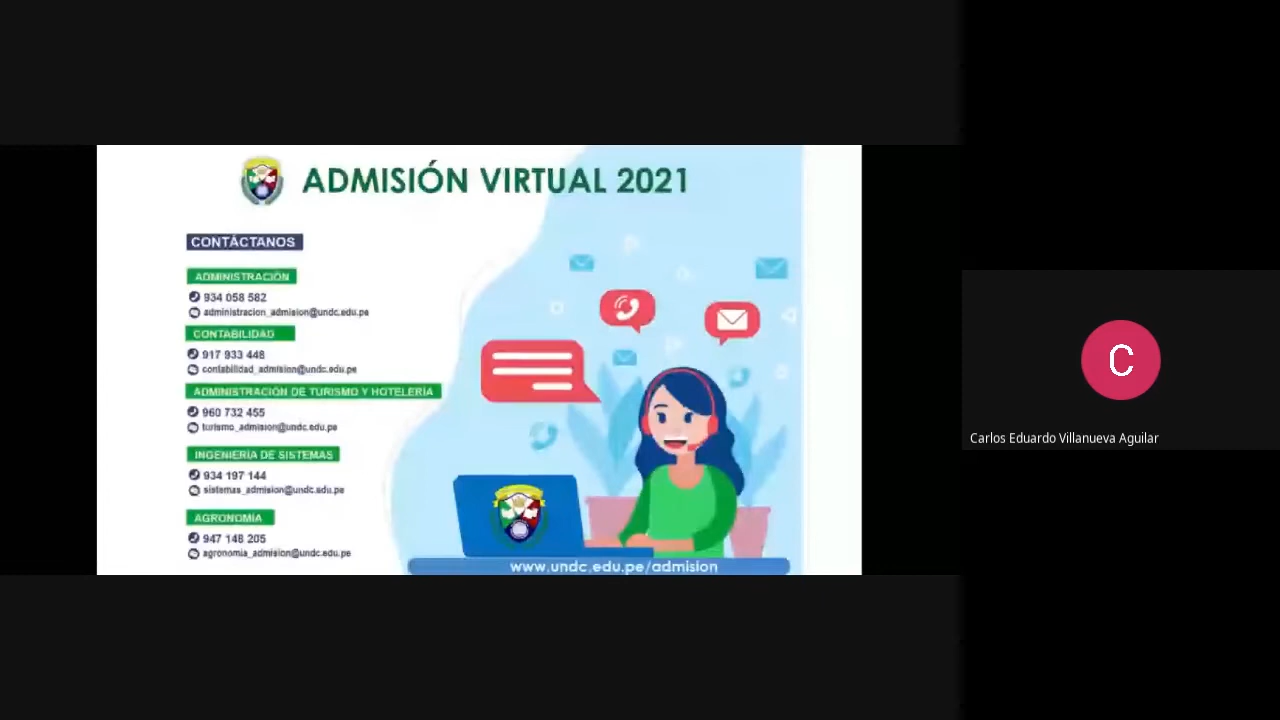 ADMISIÓN VIRTUAL 2021
CONTÁCTANOS
ADMINISTRACIÓN
934 058 582
administracion_admision@undc.edu.pe
CONTABILIDAD
917 933 448
contabilidad_admision@undc.edu.pe
ADMINISTRACIÓN DE TURISMO Y HOTELERÍA
960 732 455
turismo_admision@undc.edu.pe
INGENIERÍA DE SISTEMAS
934 197 144
sistemas_admision@undc.edu.pe
AGRONOMÍA
947 148 205
agronomia_admision@undc.edu.pe
www.undc.edu.pe/admision
C
Carlos Eduardo Villanueva Aguilar